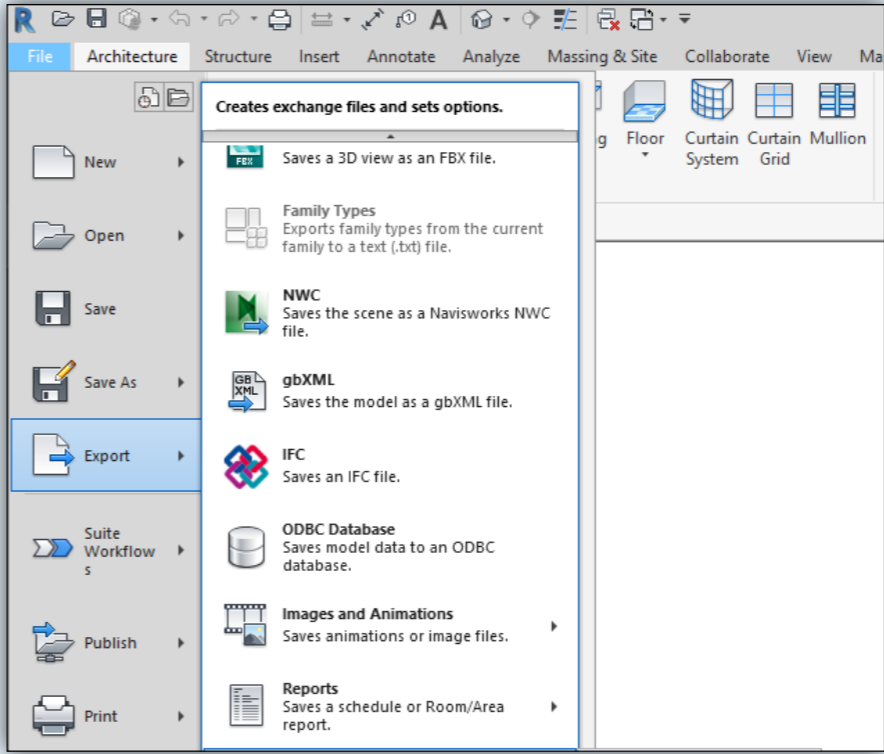 File Architecture Structure Insert Annotate Analyze Massing & Site Collaborate View Ma
Creates exchange files and sets options.
g Floor Curtain System Curtain Grid Mullion
New
Open
Save
Save As
Export
Suite
Workflow
s
Publish
Print
FBX
Saves a 3D view as an FBX file.
Family Types
Exports family types from the current
family to a text (.txt) file.
NWC
Saves the scene as a Navisworks NWC
file.
GB
XML
gbXML
Saves the model as a gbXML file.
IFC
Saves an IFC file.
ODBC Database
Saves model data to an ODBC
database.
Images and Animations
Saves animations or image files.
Reports
Saves a schedule or Room/Area
report.